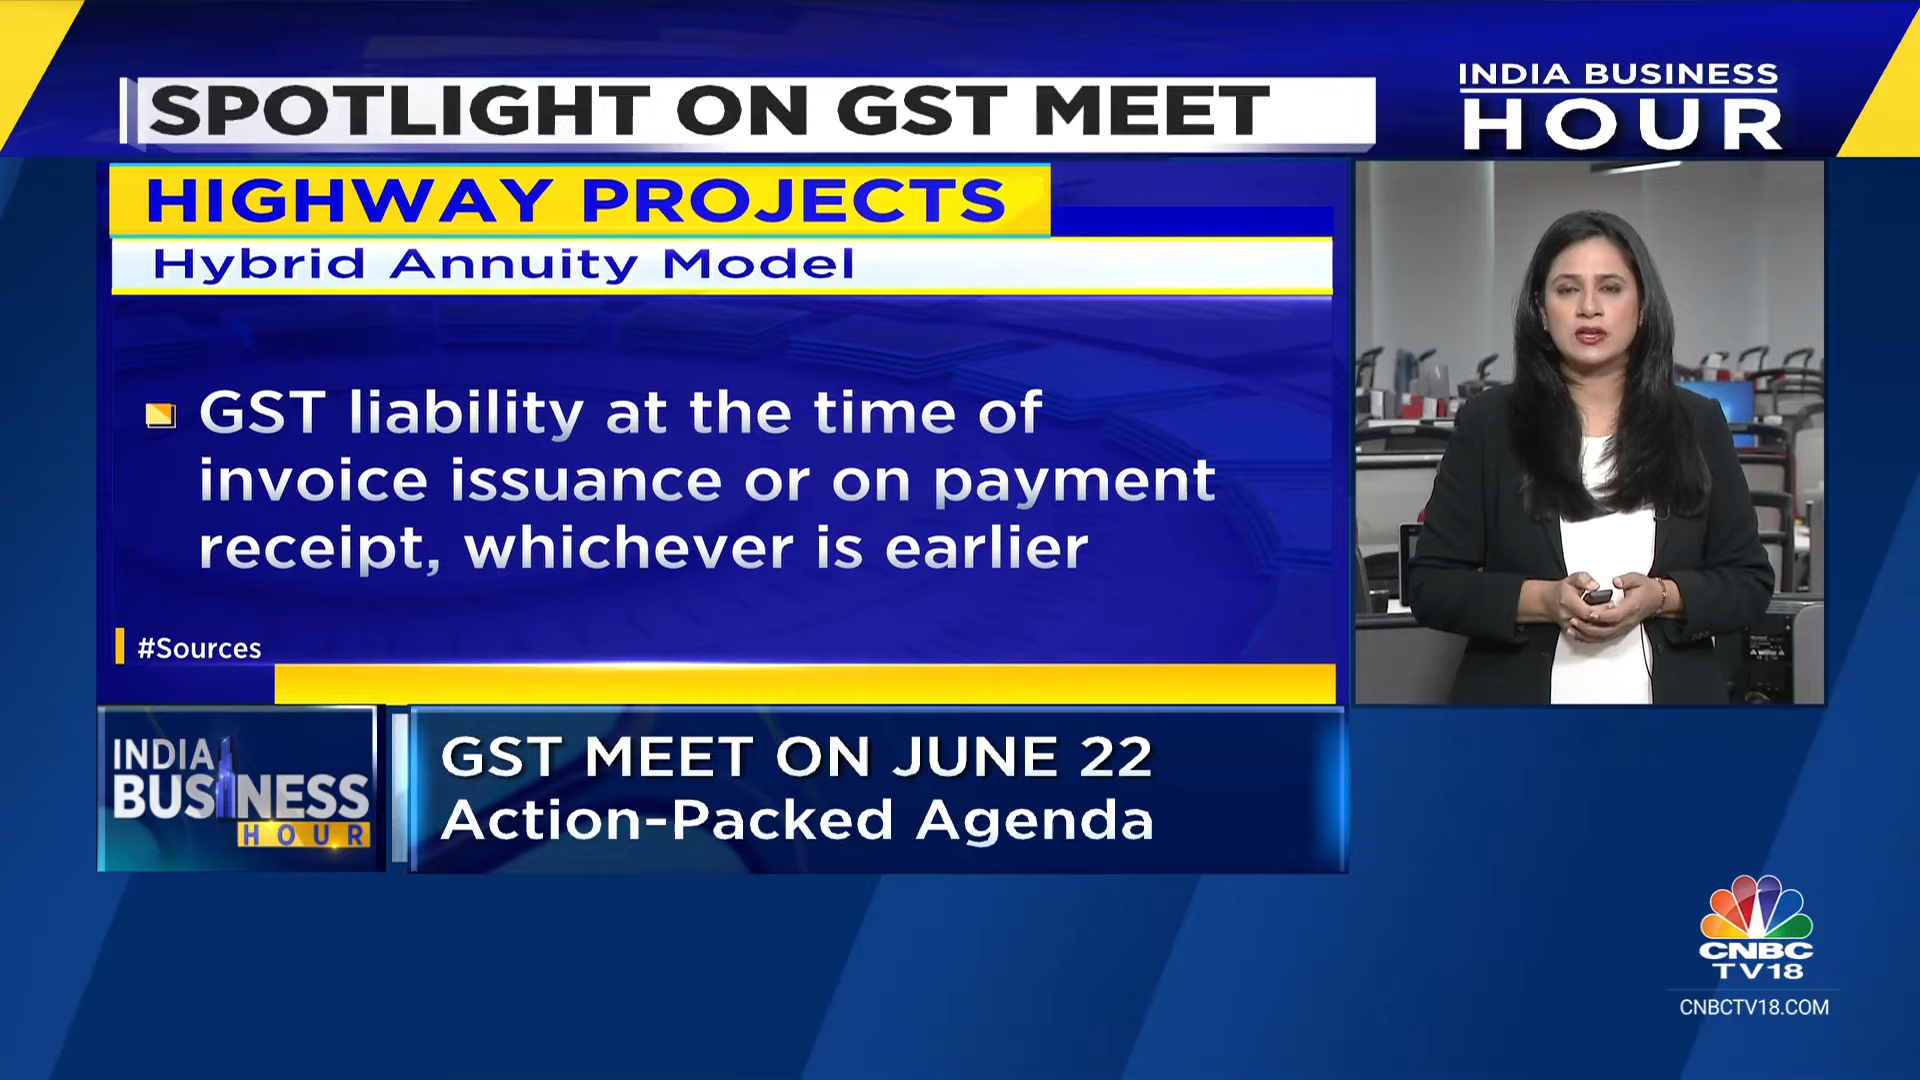 SPOTLIGHT ON GST MEET
INDIA BUSINESS
HOUR
HIGHWAY PROJECTS
Hybrid Annuity Model
GST liability at the time of
invoice issuance or on payment
receipt, whichever is earlier
#Sources
INDIA
BUSINESS
HOUR
GST MEET ON JUNE 22
Action-Packed Agenda
CNBC
TV18
CNBCTV18.COM